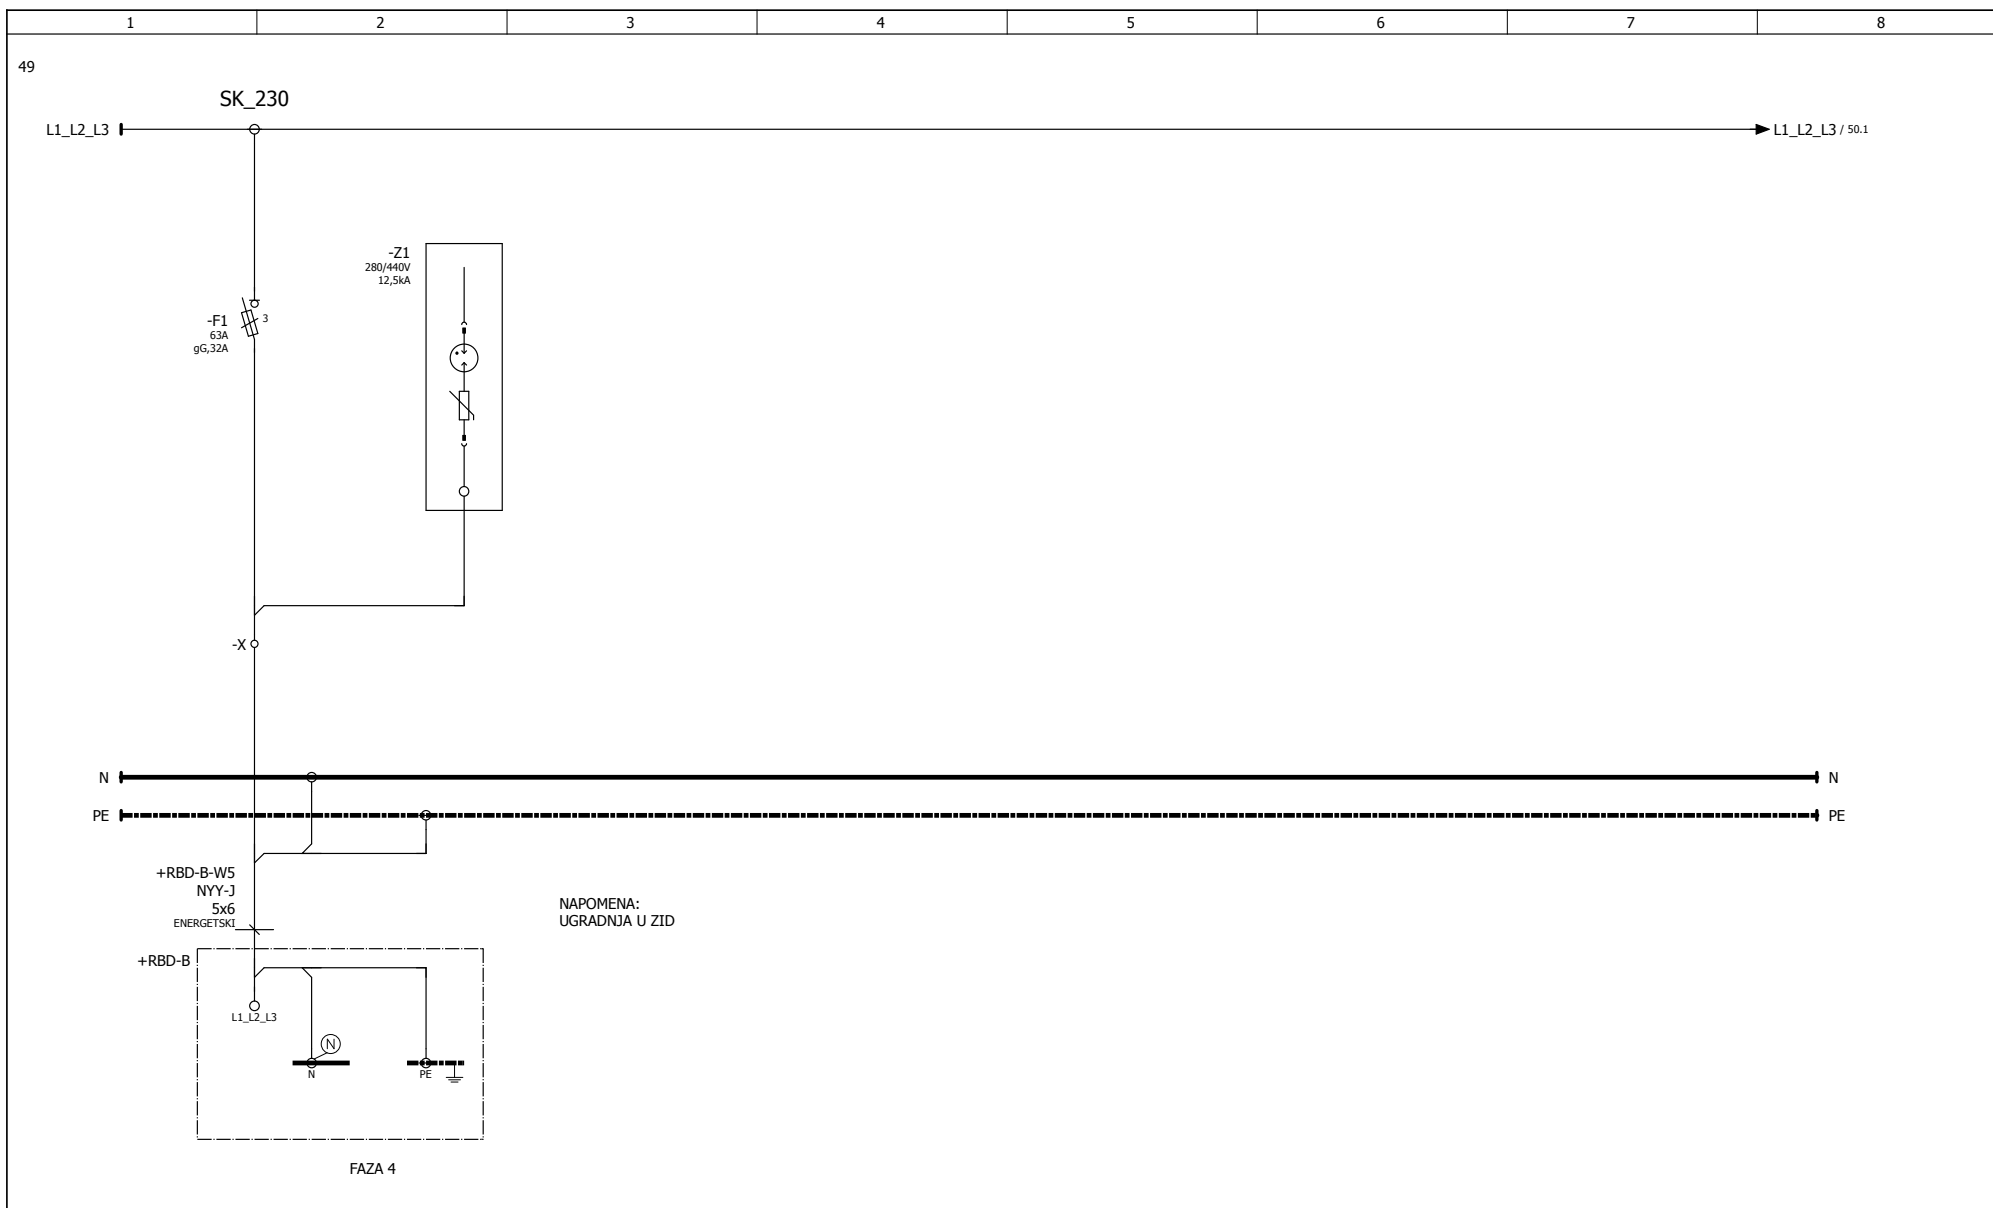 1 2 3 4 5 6 7 8
49
SK_230
L1_L2_L3
L1_L2_L3 / 50.1
-Z1
280/440V
12,5kA
-F1
63A
gG,32A
3
-X
N
N
PE
PE
+RBD-B-W5
NYY-J
5x6
ENERGETSKI
NAPOMENA:
UGRADNJA U ZID
+RBD-B
L1_L2_L3
N
N
PE
FAZA 4